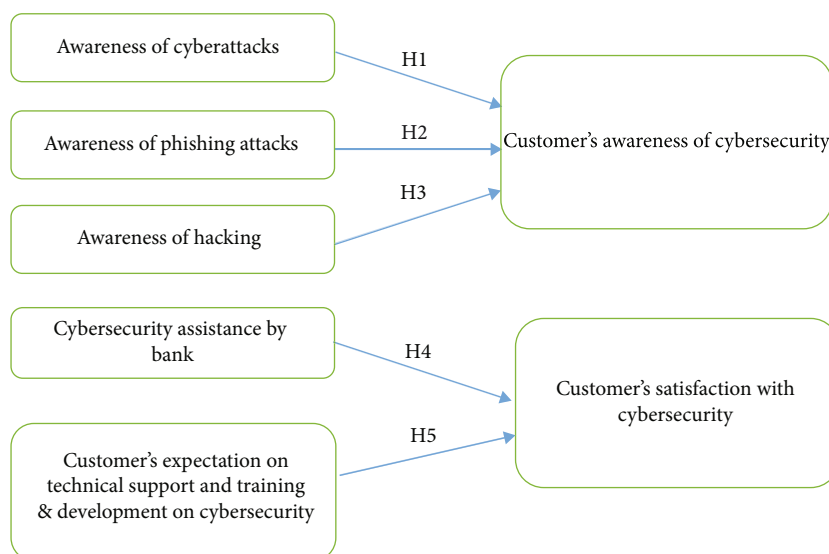 Awareness of cyberattacks
H1
Awareness of phishing attacks
H2
Customer’s awareness of cybersecurity
H3
Awareness of hacking
Cybersecurity assistance by
bank
H4
Customer’s satisfaction with
cybersecurity
H5
Customer’s expectation on
technical support and training
& development on cybersecurity